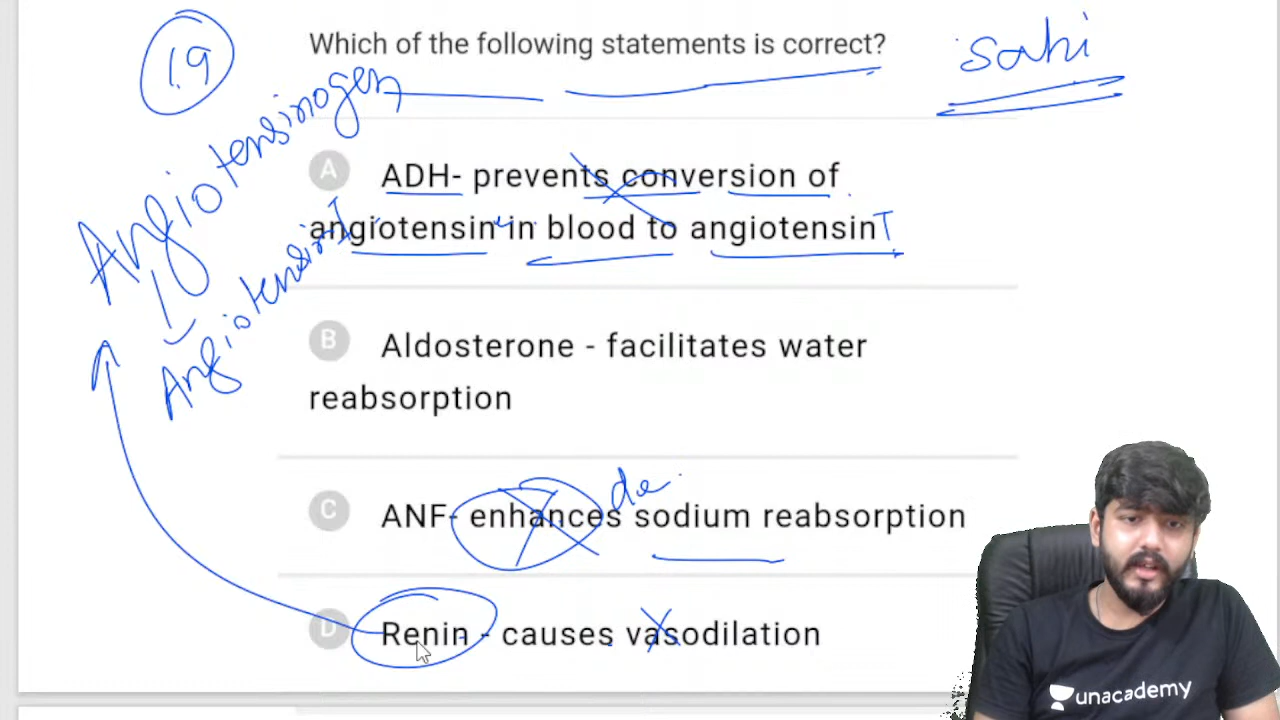 19
Which of the following statements is correct?
sahi
Angiotensinogen
Angiotensin I
A
ADH- prevents conversion of
angiotensin in blood to angiotensin I
B
Aldosterone - facilitates water
reabsorption
C
ANF- enhances sodium reabsorption
de
D
Renin - causes vasodilation
unacademy